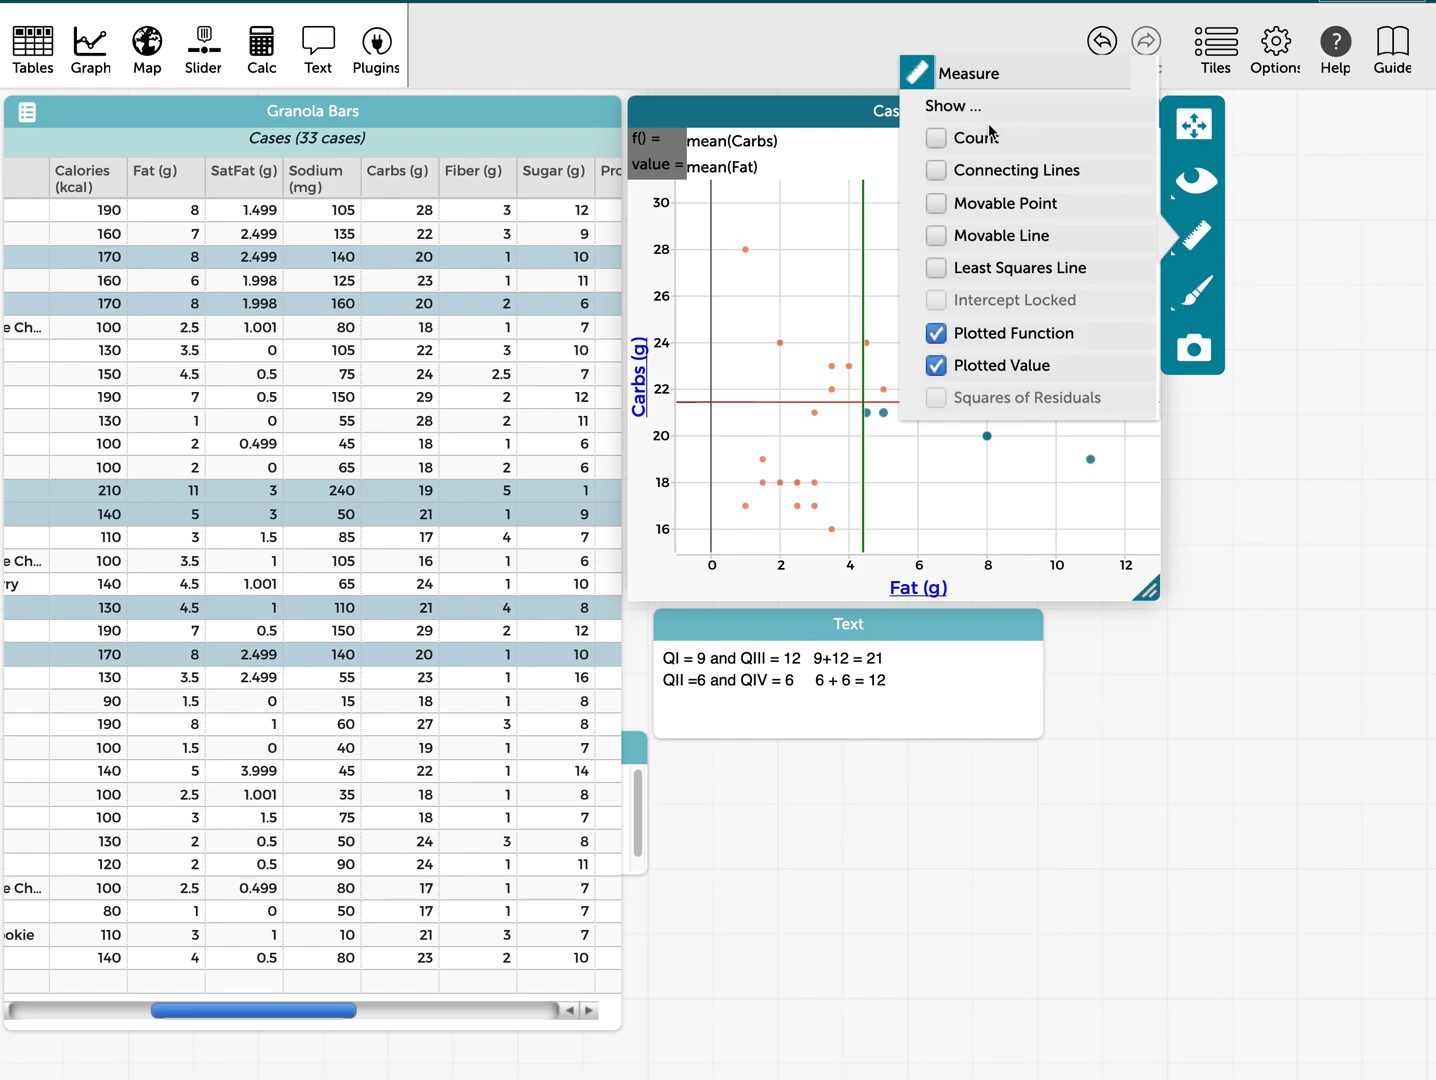 Tables Graph Map Slider Calc Text Plugins
Tiles Options Help Guide
Granola Bars
Cases (33 cases)
Calories (kcal) Fat (g) SatFat (g) Sodium (mg) Carbs (g) Fiber (g) Sugar (g) Pro
190 8 1.499 105 28 3 12
160 7 2.499 135 22 3 9
170 8 2.499 140 20 1 10
160 6 1.998 125 23 1 11
170 8 1.998 160 20 2 6
e Ch... 100 2.5 1.001 80 18 1 7
130 3.5 0 105 22 3 10
150 4.5 0.5 75 24 2.5 7
190 7 0.5 150 29 2 12
130 1 0 55 28 2 11
100 2 0.499 45 18 1 6
100 2 0 65 18 2 6
210 11 3 240 19 5 1
140 5 3 50 21 1 9
110 3 1.5 85 17 4 7
e Ch... 100 3.5 1 105 16 1 6
ry 140 4.5 1.001 65 24 1 10
130 4.5 1 110 21 4 8
190 7 0.5 150 29 2 12
170 8 2.499 140 20 1 10
130 3.5 2.499 55 23 1 16
90 1.5 0 15 18 1 8
190 8 1 60 27 3 8
100 1.5 0 40 19 1 7
140 5 3.999 45 22 1 14
100 2.5 1.001 35 18 1 8
100 3 1.5 75 18 1 7
130 2 0.5 50 24 3 8
120 2 0.5 90 24 1 11
e Ch... 100 2.5 0.499 80 17 1 7
80 1 0 50 17 1 7
ookie 110 3 1 10 21 3 7
140 4 0.5 80 23 2 10
Cas
f() = mean(Carbs)
value = mean(Fat)
30
28
26
24
22
20
18
16
Carbs (g)
0 2 4 6 8 10 12
Fat (g)
Measure
Show ...
Count
Connecting Lines
Movable Point
Movable Line
Least Squares Line
Intercept Locked
Plotted Function
Plotted Value
Squares of Residuals
Text
QI = 9 and QIII = 12 9+12 = 21
QII =6 and QIV = 6 6 + 6 = 12